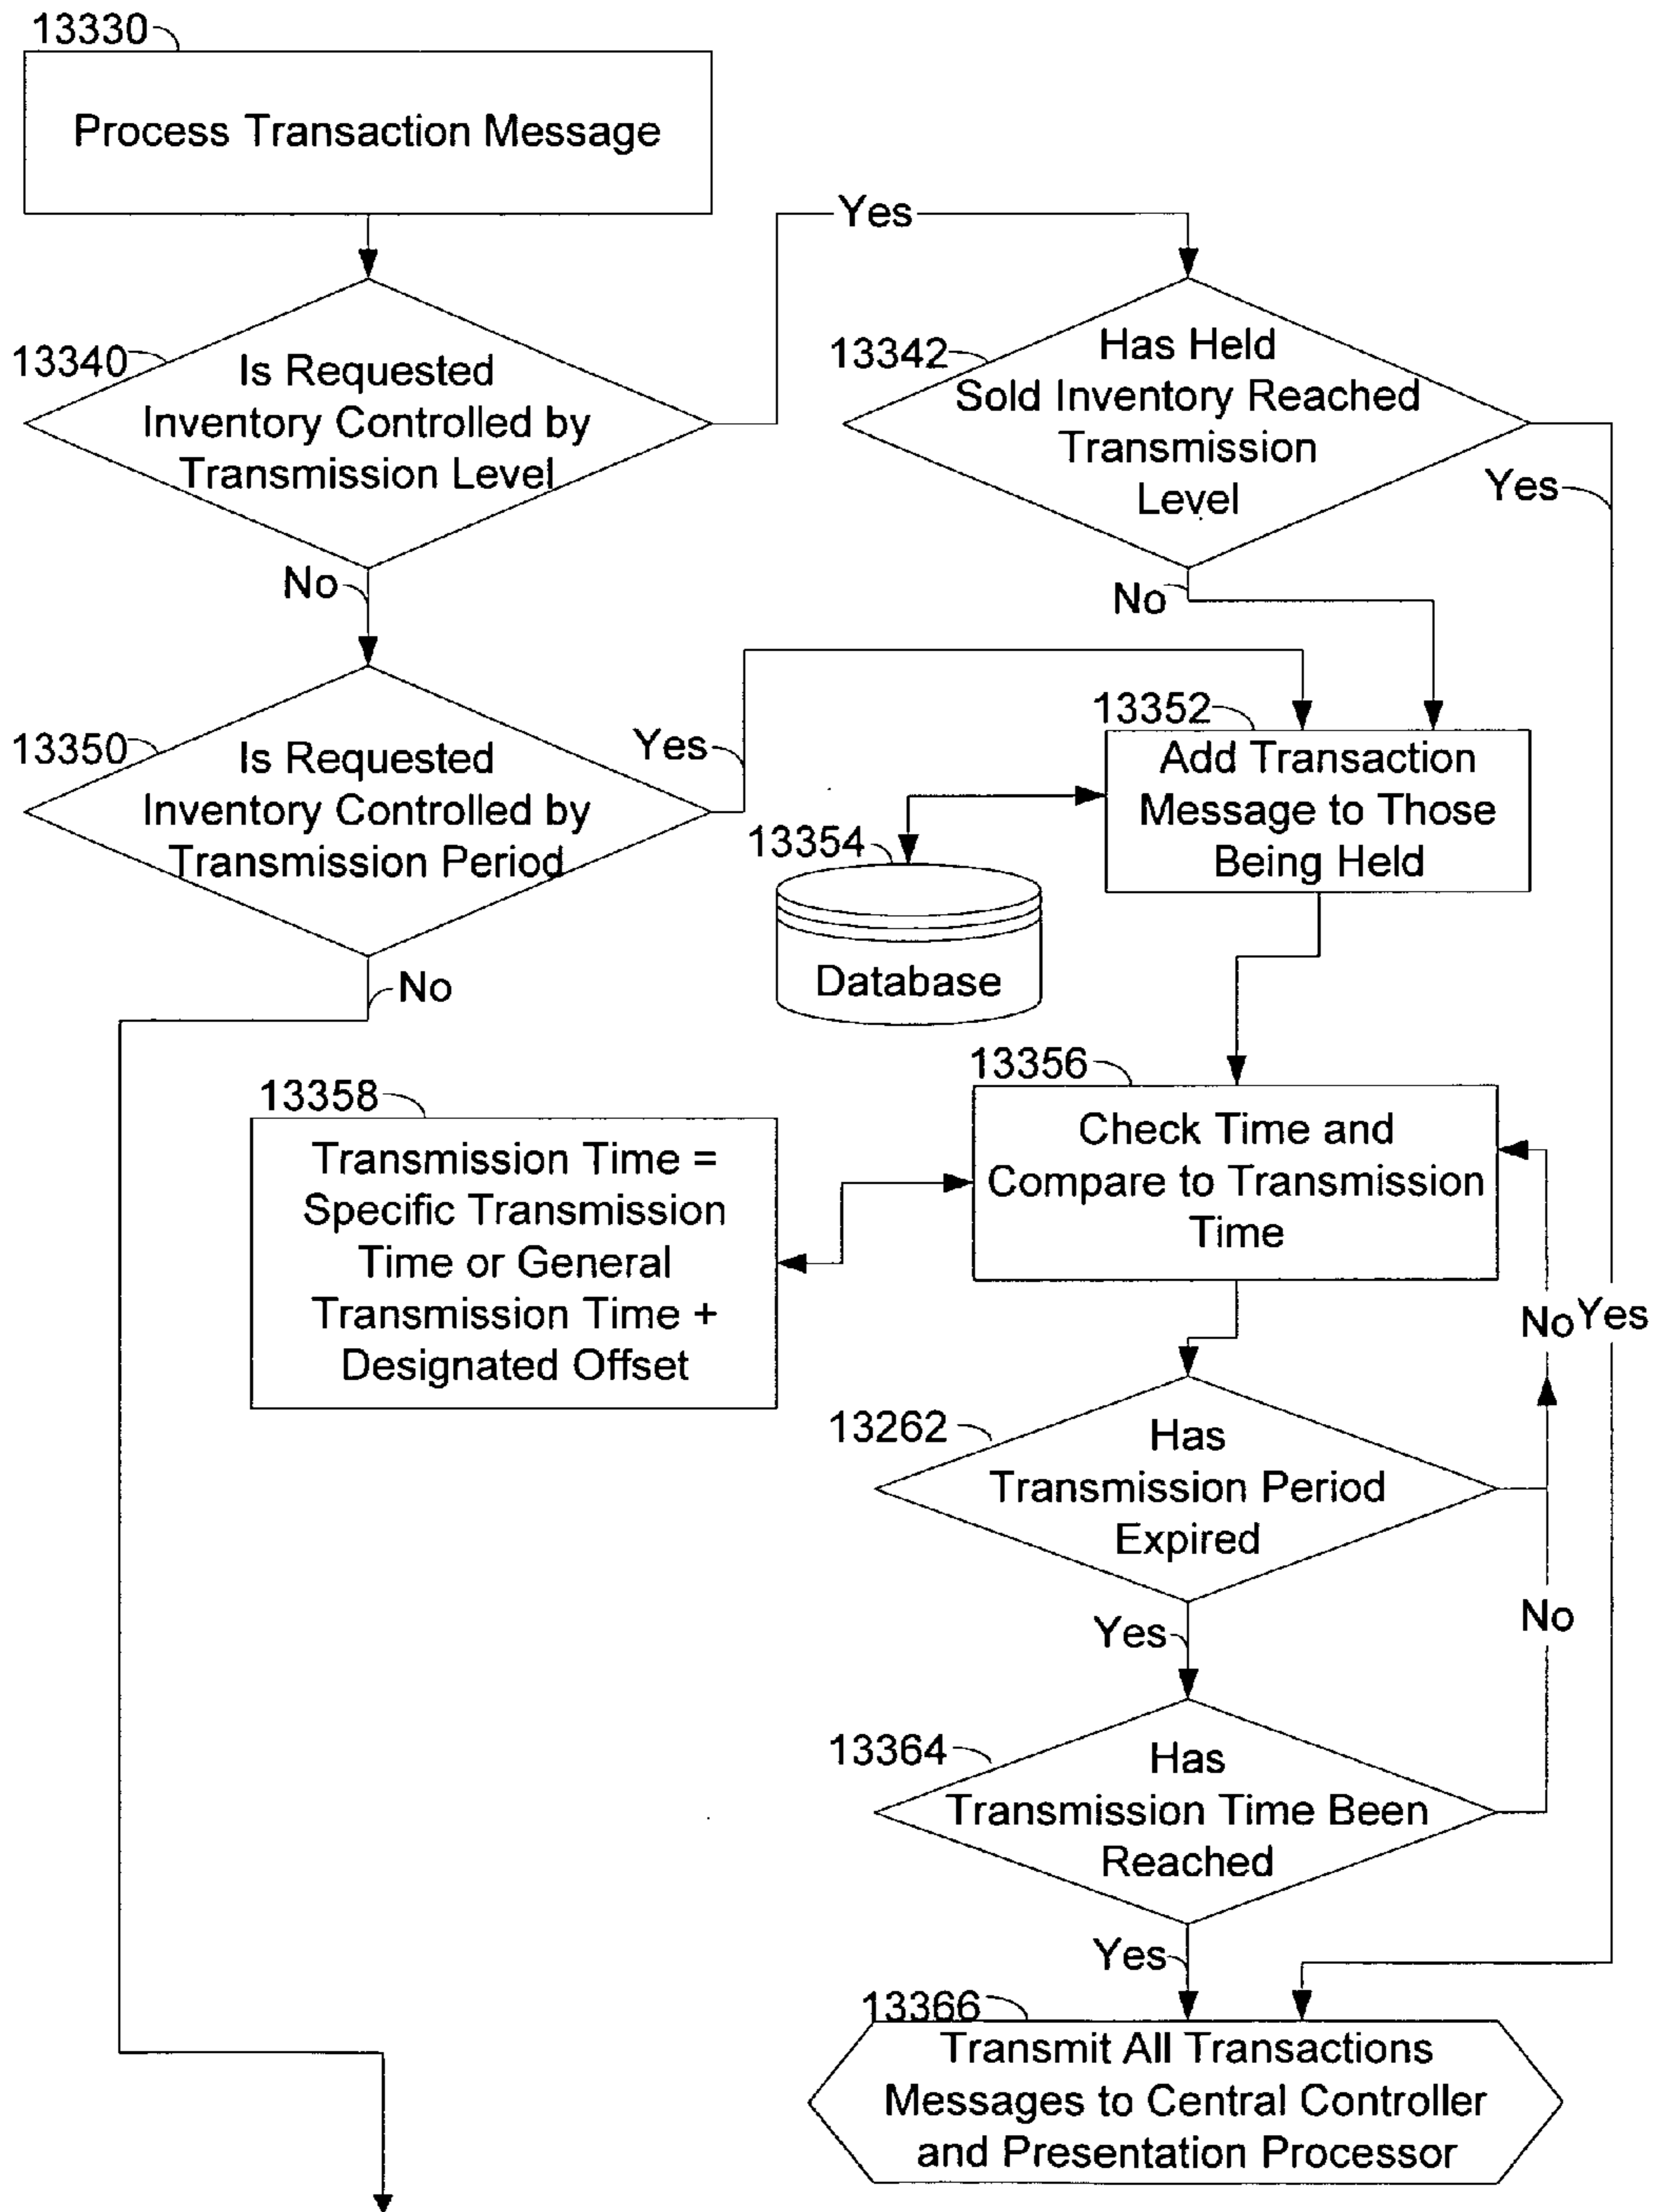 13330
Process Transaction Message
Yes
13340
Is Requested
Inventory Controlled by
Transmission Level
13342
Has Held
Sold Inventory Reached
Transmission
Level
Yes
No
No
13350
Is Requested
Inventory Controlled by
Transmission Period
Yes
13352
Add Transaction
Message to Those
Being Held
13354
Database
No
13356
Check Time and
Compare to Transmission
Time
13358
Transmission Time =
Specific Transmission
Time or General
Transmission Time +
Designated Offset
No
Yes
13262
Has
Transmission Period
Expired
Yes
No
13364
Has
Transmission Time Been
Reached
Yes
13366
Transmit All Transactions
Messages to Central Controller
and Presentation Processor